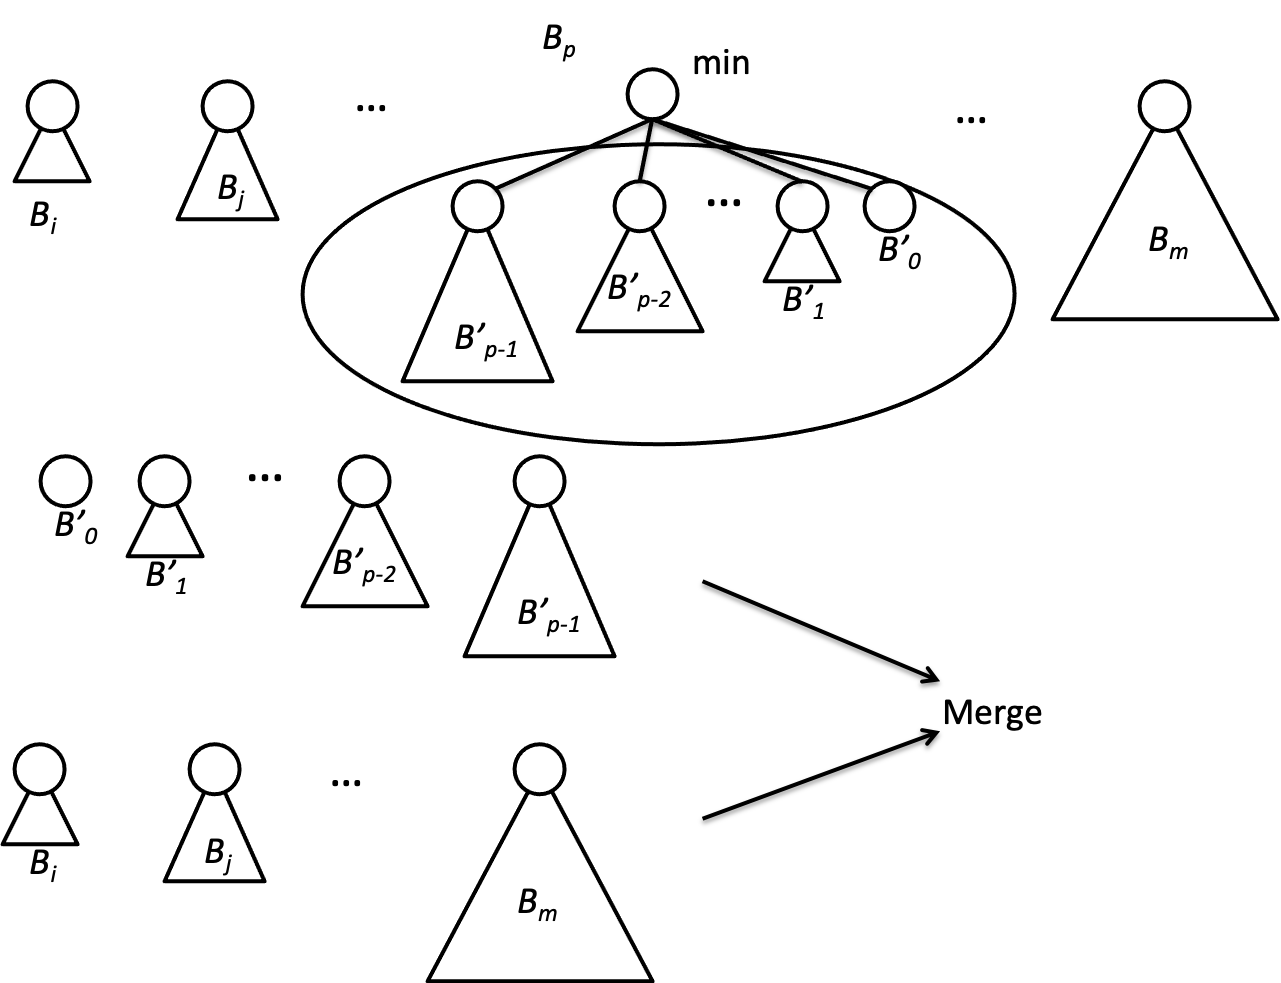 B_p
min
...
...
B_j
B_i
B_m
...
B'_{p-2}
B'_0
B'_1
B'_{p-1}
...
B'_0
B'_1
B'_{p-2}
B'_{p-1}
Merge
...
B_i
B_j
B_m